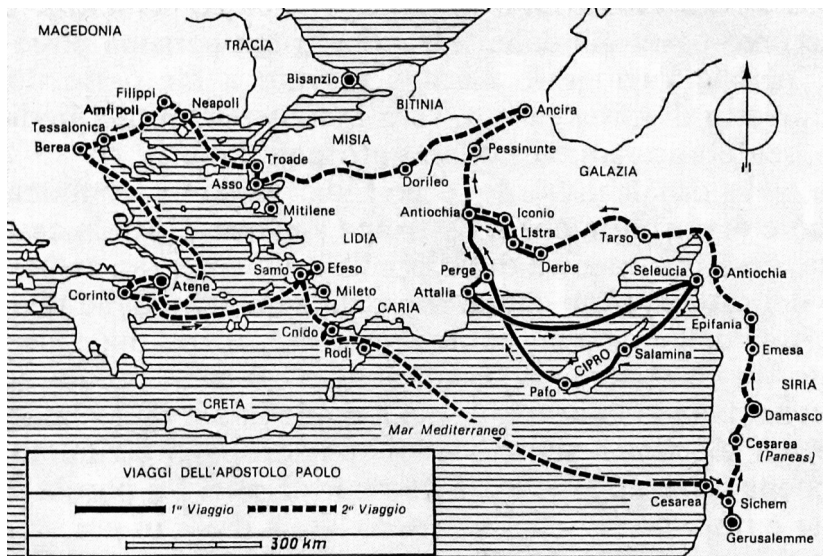 MACEDONIA
TRACIA
Filippi
Bisanzio
Amfipoli
Neapoli
BITINIA
Ancira
Tessalonica
Berea
MISIA
Pessinunte
Troade
GALAZIA
Asso
Dorileo
Mitilene
Antiochia
Iconio
Listra
LIDIA
Tarso
Derbe
Efeso
Samo
Perge
Seleucia
Antiochia
Atene
Corinto
Mileto
Attalia
CARIA
Epifania
Cnido
Rodi
CIPRO
Salamina
Emesa
Pafo
SIRIA
CRETA
Damasco
Mar Mediterraneo
Cesarea
(Paneas)
VIAGGI DELL'APOSTOLO PAOLO
1º Viaggio
2º Viaggio
300 km
Cesarea
Sichem
Gerusalemme